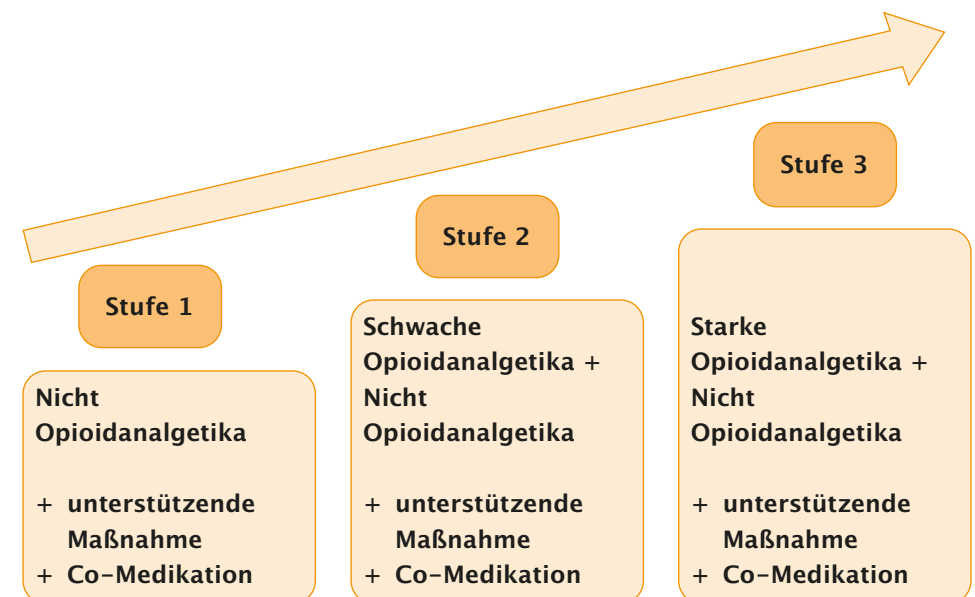 Stufe 1
Nicht
Opioidanalgetika
+ unterstützende
Maßnahme
+ Co-Medikation
Stufe 2
Schwache
Opioidanalgetika +
Nicht
Opioidanalgetika
+ unterstützende
Maßnahme
+ Co-Medikation
Stufe 3
Starke
Opioidanalgetika +
Nicht
Opioidanalgetika
+ unterstützende
Maßnahme
+ Co-Medikation